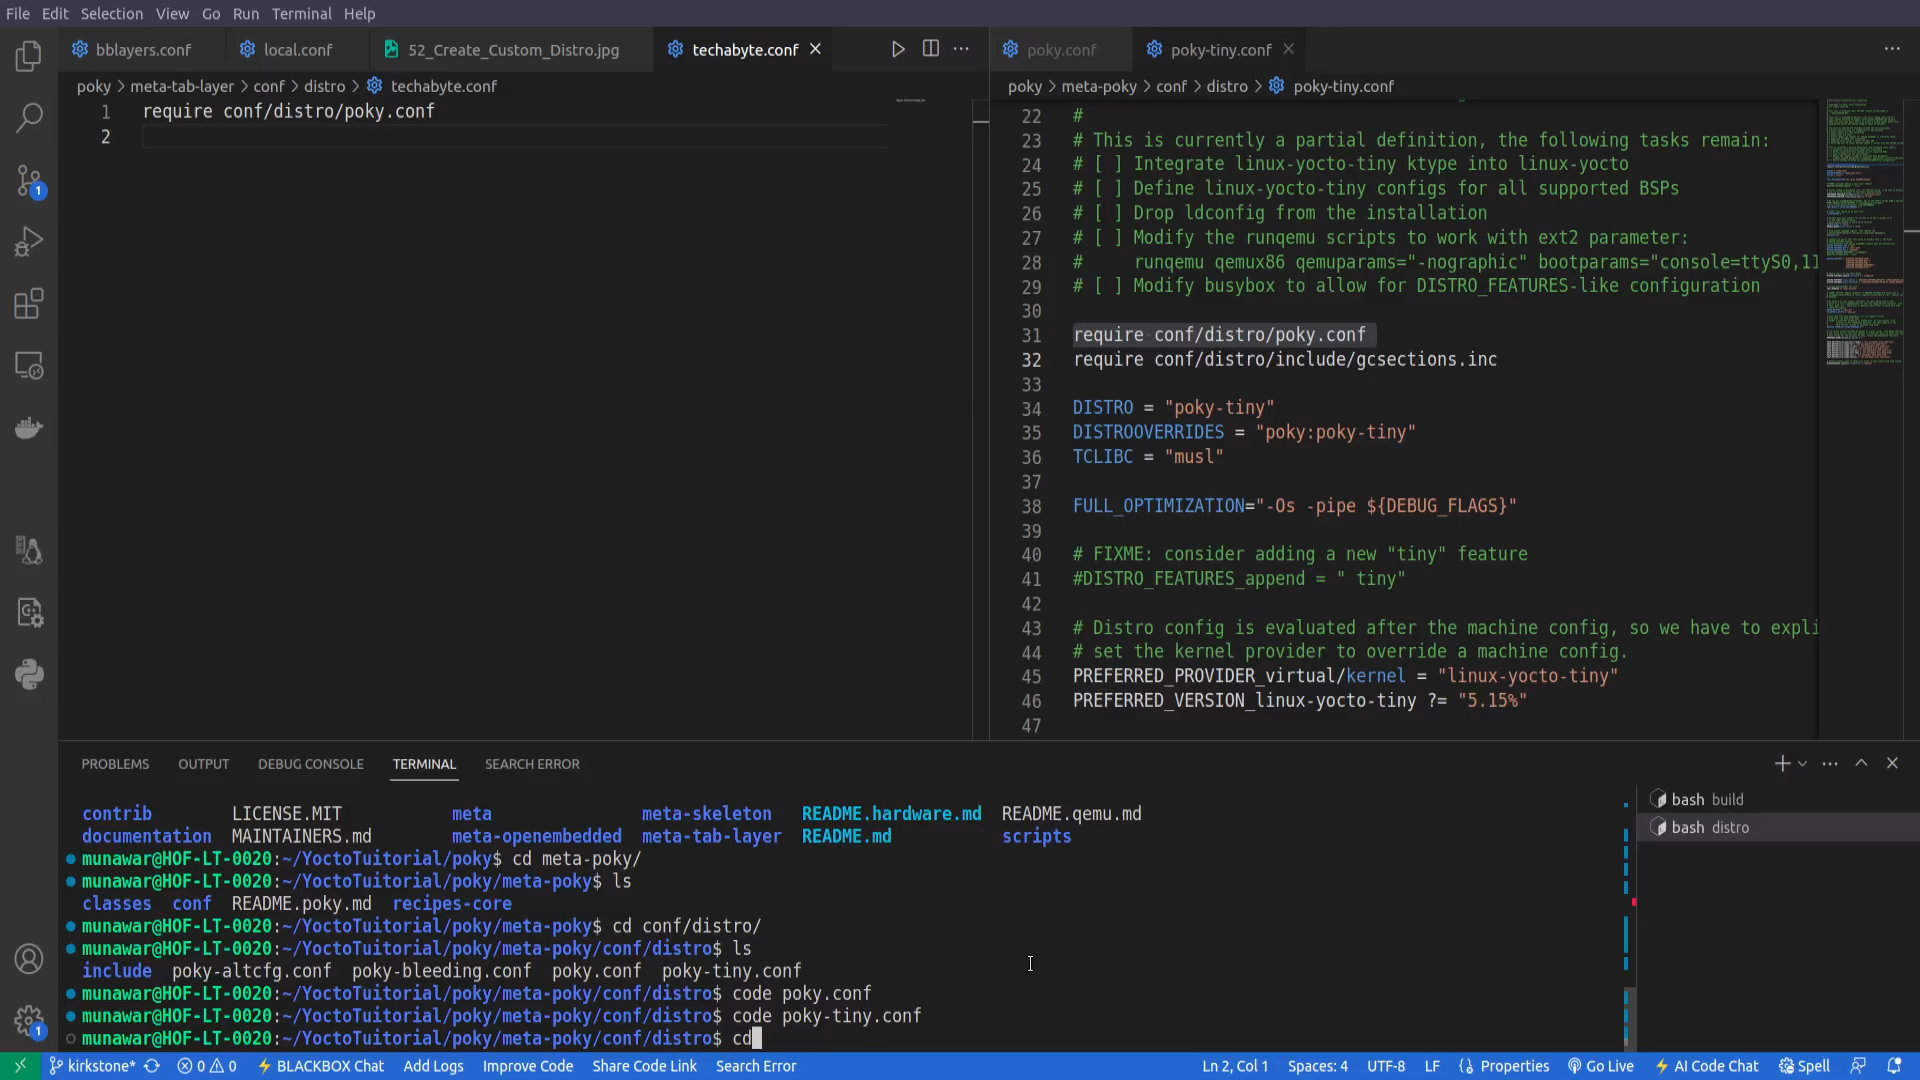 File Edit Selection View Go Run Terminal Help
bblayers.conf local.conf 52_Create_Custom_Distro.jpg techabyte.conf
poky.conf poky-tiny.conf
poky > meta-tab-layer > conf > distro > techabyte.conf
poky > meta-poky > conf > distro > poky-tiny.conf
1 require conf/distro/poky.conf
2
22 #
23 # This is currently a partial definition, the following tasks remain:
24 # [ ] Integrate linux-yocto-tiny ktype into linux-yocto
25 # [ ] Define linux-yocto-tiny configs for all supported BSPs
26 # [ ] Drop ldconfig from the installation
27 # [ ] Modify the runqemu scripts to work with ext2 parameter:
28 #     runqemu qemux86 qemuparams="-nographic" bootparams="console=ttyS0,11
29 # [ ] Modify busybox to allow for DISTRO_FEATURES-like configuration
30
31 require conf/distro/poky.conf
32 require conf/distro/include/gcsections.inc
33
34 DISTRO = "poky-tiny"
35 DISTROOVERRIDES = "poky:poky-tiny"
36 TCLIBC = "musl"
37
38 FULL_OPTIMIZATION="-Os -pipe ${DEBUG_FLAGS}"
39
40 # FIXME: consider adding a new "tiny" feature
41 #DISTRO_FEATURES_append = " tiny"
42
43 # Distro config is evaluated after the machine config, so we have to expli
44 # set the kernel provider to override a machine config.
45 PREFERRED_PROVIDER_virtual/kernel = "linux-yocto-tiny"
46 PREFERRED_VERSION_linux-yocto-tiny ?= "5.15%"
47
PROBLEMS OUTPUT DEBUG CONSOLE TERMINAL SEARCH ERROR
contrib LICENSE.MIT meta meta-skeleton README.hardware.md README.qemu.md
documentation MAINTAINERS.md meta-openembedded meta-tab-layer README.md scripts
munawar@HOF-LT-0020:~/YoctoTuitorial/poky$ cd meta-poky/
munawar@HOF-LT-0020:~/YoctoTuitorial/poky/meta-poky$ ls
classes conf README.poky.md recipes-core
munawar@HOF-LT-0020:~/YoctoTuitorial/poky/meta-poky$ cd conf/distro/
munawar@HOF-LT-0020:~/YoctoTuitorial/poky/meta-poky/conf/distro$ ls
include poky-altcfg.conf poky-bleeding.conf poky.conf poky-tiny.conf
munawar@HOF-LT-0020:~/YoctoTuitorial/poky/meta-poky/conf/distro$ code poky.conf
munawar@HOF-LT-0020:~/YoctoTuitorial/poky/meta-poky/conf/distro$ code poky-tiny.conf
munawar@HOF-LT-0020:~/YoctoTuitorial/poky/meta-poky/conf/distro$ cd
bash build
bash distro
1
1
kirkstone* 0 0 BLACKBOX Chat Add Logs Improve Code Share Code Link Search Error Ln 2, Col 1 Spaces: 4 UTF-8 LF Properties Go Live AI Code Chat Spell